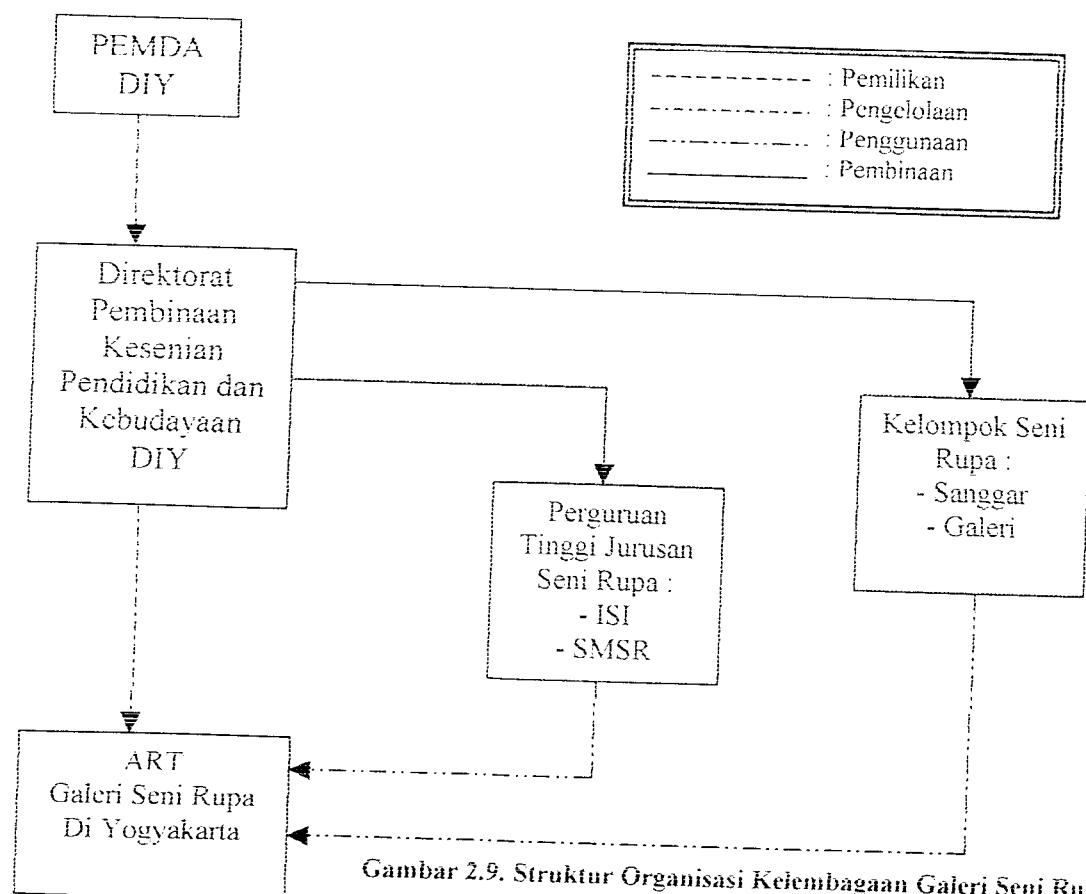 PEMDA
DIY
: Pemilikan
: Pengelolaan
: Penggunaan
: Pembinaan
Direktorat
Pembinaan
Kesenian
Pendidikan dan
Kebudayaan
DIY
Kelompok Seni
Rupa :
- Sanggar
- Galeri
Perguruan
Tinggi Jurusan
Seni Rupa :
- ISI
- SMSR
ART
Galeri Seni Rupa
Di Yogyakarta
Gambar 2.9. Struktur Organisasi Kelembagaan Galeri Seni Ru